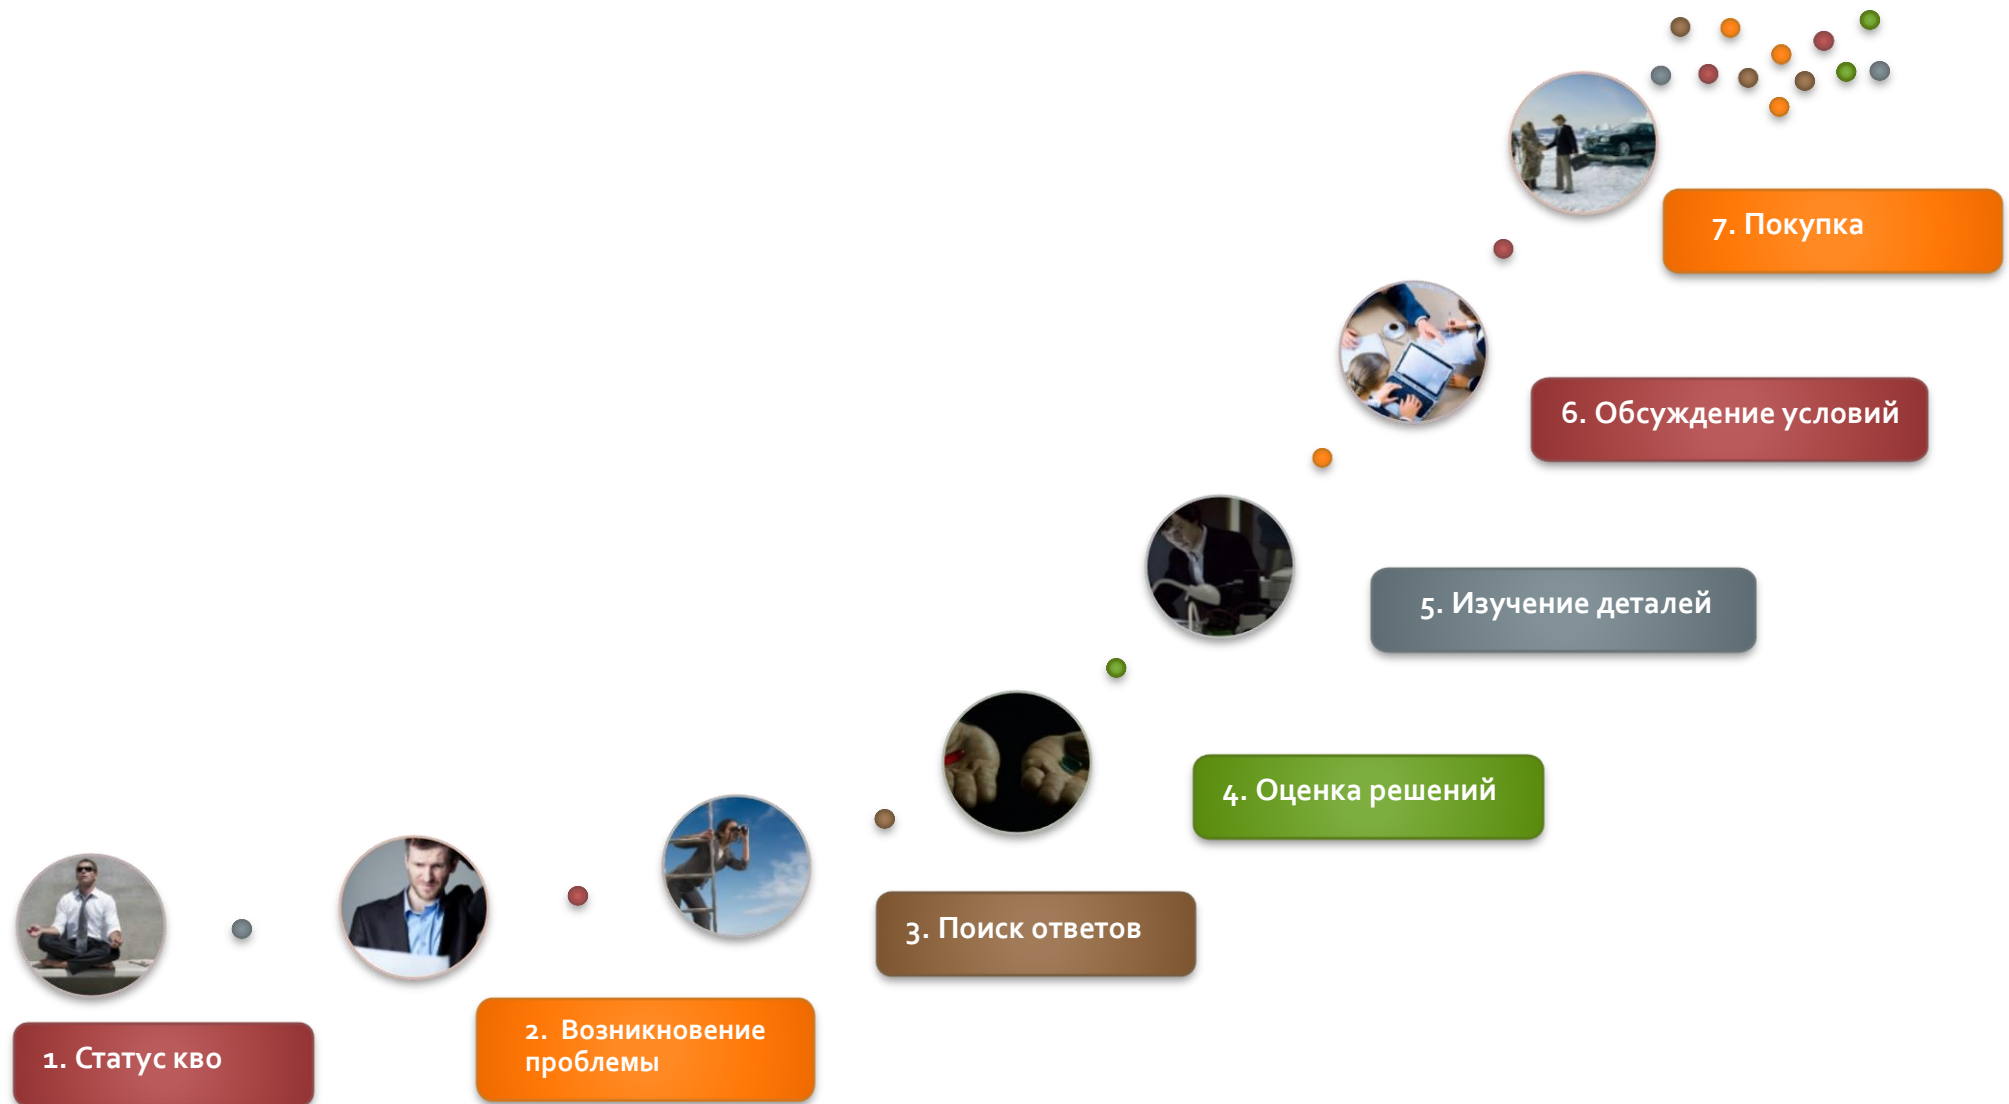 7. Покупка
6. Обсуждение условий
5. Изучение деталей
4. Оценка решений
3. Поиск ответов
2. Возникновение
проблемы
1. Статус кво